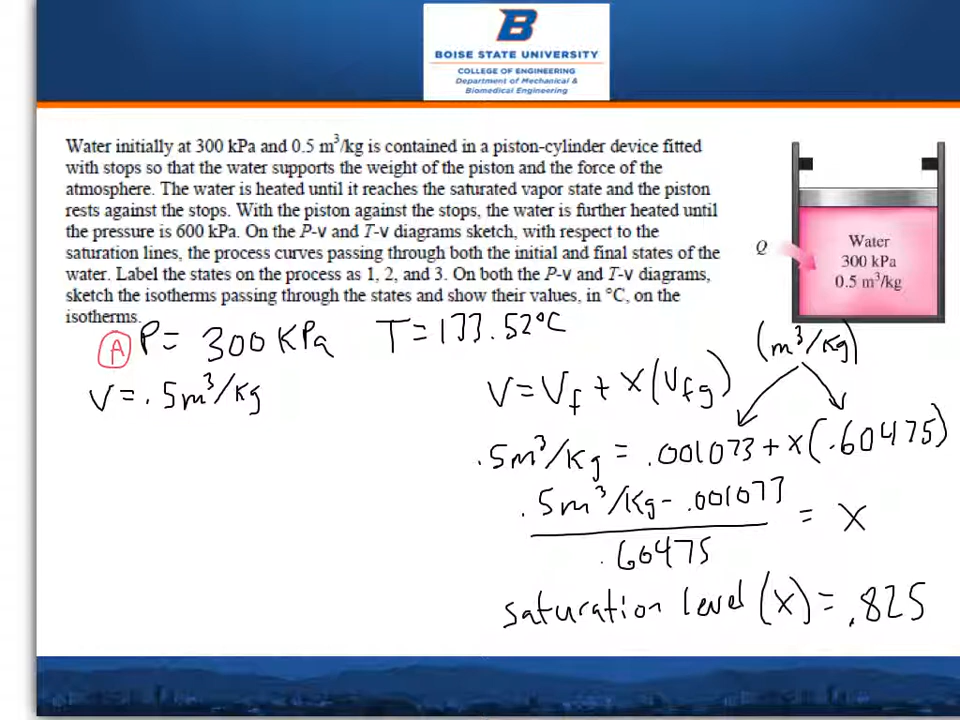 B
BOISE STATE UNIVERSITY
COLLEGE OF ENGINEERING
Department of Mechanical &
Biomedical Engineering
Water initially at 300 kPa and 0.5 m³/kg is contained in a piston-cylinder device fitted
with stops so that the water supports the weight of the piston and the force of the
atmosphere. The water is heated until it reaches the saturated vapor state and the piston
rests against the stops. With the piston against the stops, the water is further heated until
the pressure is 600 kPa. On the P-v and T-v diagrams sketch, with respect to the
saturation lines, the process curves passing through both the initial and final states of the
water. Label the states on the process as 1, 2, and 3. On both the P-v and T-v diagrams,
sketch the isotherms passing through the states and show their values, in °C, on the
isotherms.
Q
Water
300 kPa
0.5 m³/kg
A P = 300 KPa T = 133.52°C
V = .5m³/kg
(m³/kg)
V = Vf + X(Vfg)
.5m³/kg = .001073 + x(.60475)
.5m³/kg - .001073
.60475
= X
saturation level (x) = .825